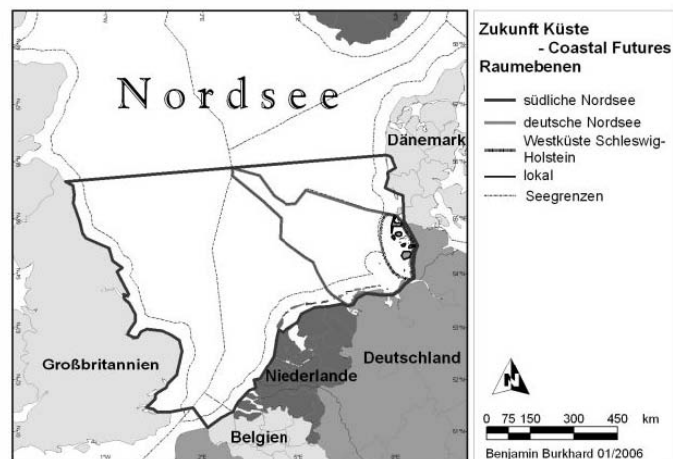 Nordsee
Dänemark
Großbritannien
Deutschland
Niederlande
Belgien
Zukunft Küste
- Coastal Futures
Raumebenen
südliche Nordsee
deutsche Nordsee
Westküste Schleswig-
Holstein
lokal
Seegrenzen
N
0 75 150 300 450 km
Benjamin Burkhard 01/2006